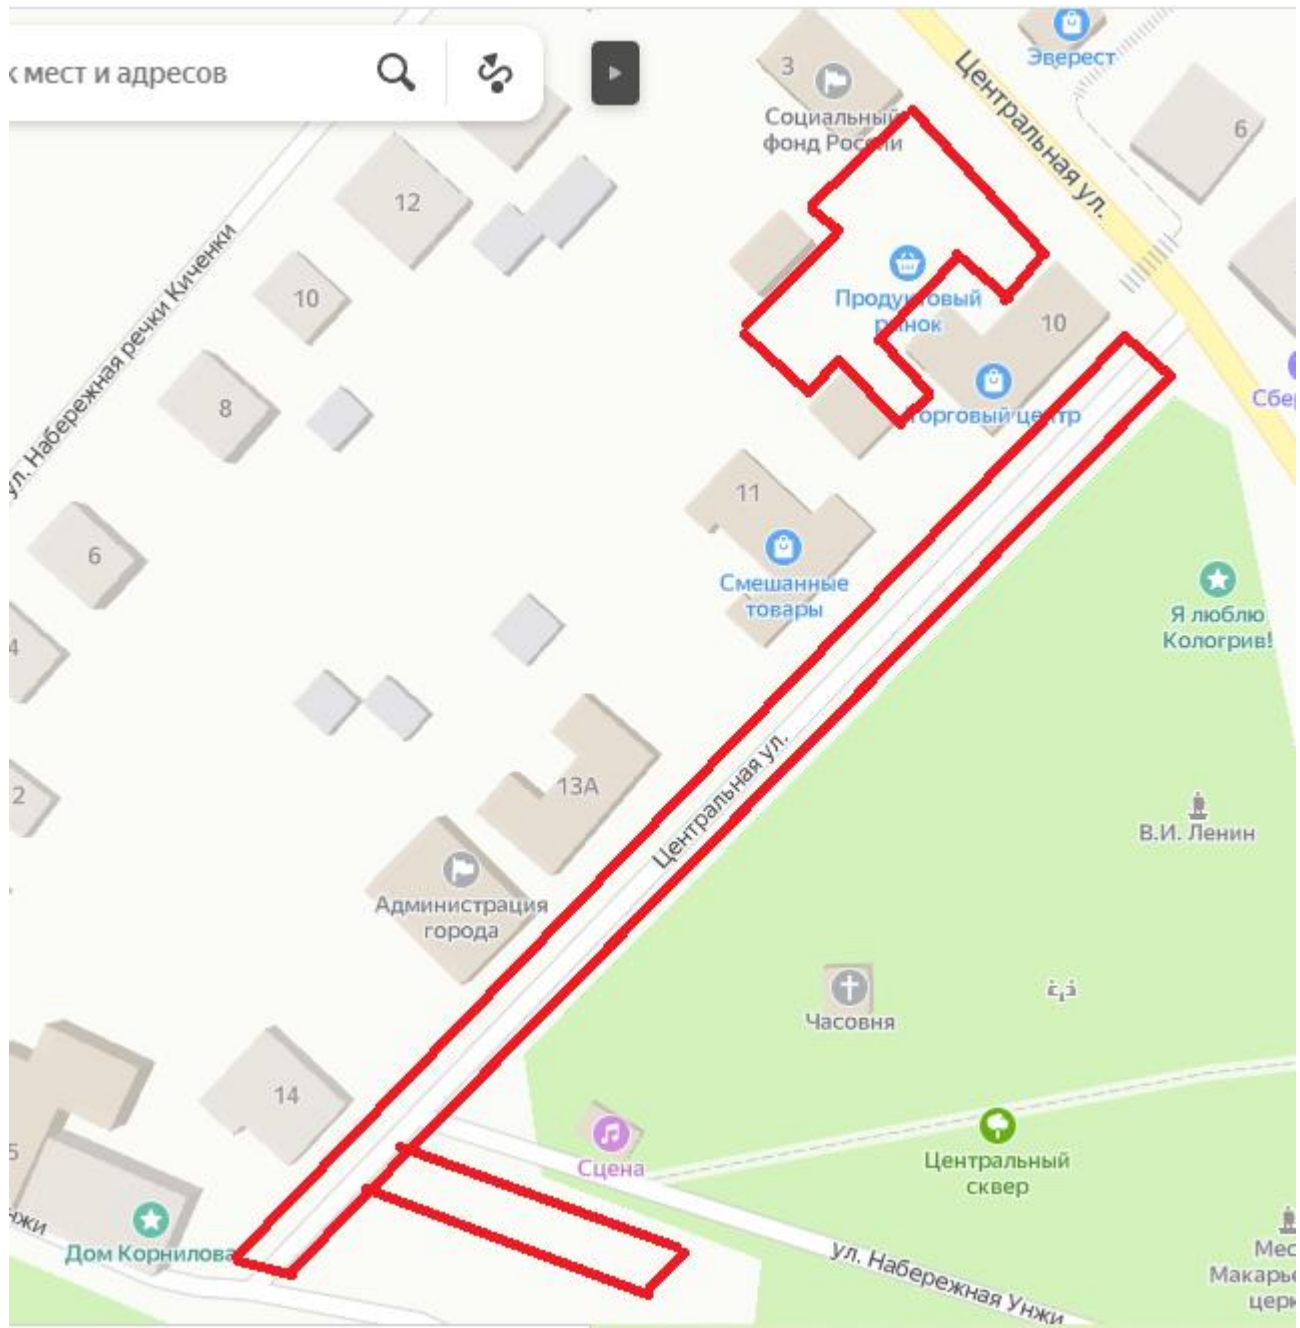 к мест и адресов
Эверест
3
Социальный
фонд России
Центральная ул.
6
12
ул. Набережная речки Киченки
10
Продуктовый
рынок
10
8
Торговый центр
11
6
Смешанные
товары
Я люблю
Кологрив!
4
2
13А
Центральная ул.
В.И. Ленин
Администрация
города
Часовня
14
Сцена
Центральный
сквер
5
Дом Корнилова
ул. Набережная Унжи